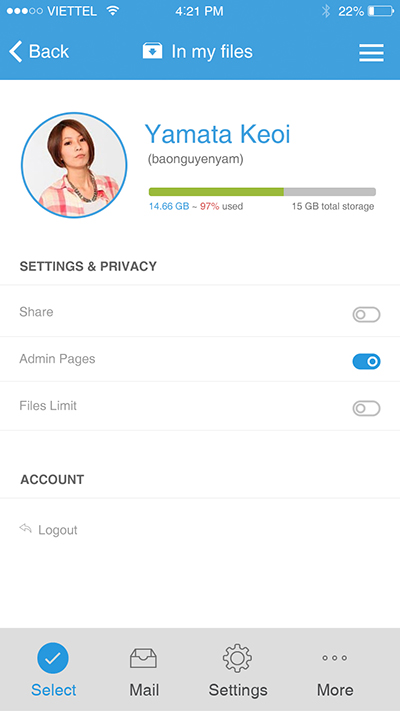 VIETTEL 4:21 PM 22%
Back In my files
Yamata Keoi
(baonguyenyam)
14.66 GB ~ 97% used 15 GB total storage
SETTINGS & PRIVACY
Share
Admin Pages
Files Limit
ACCOUNT
Logout
Select Mail Settings More